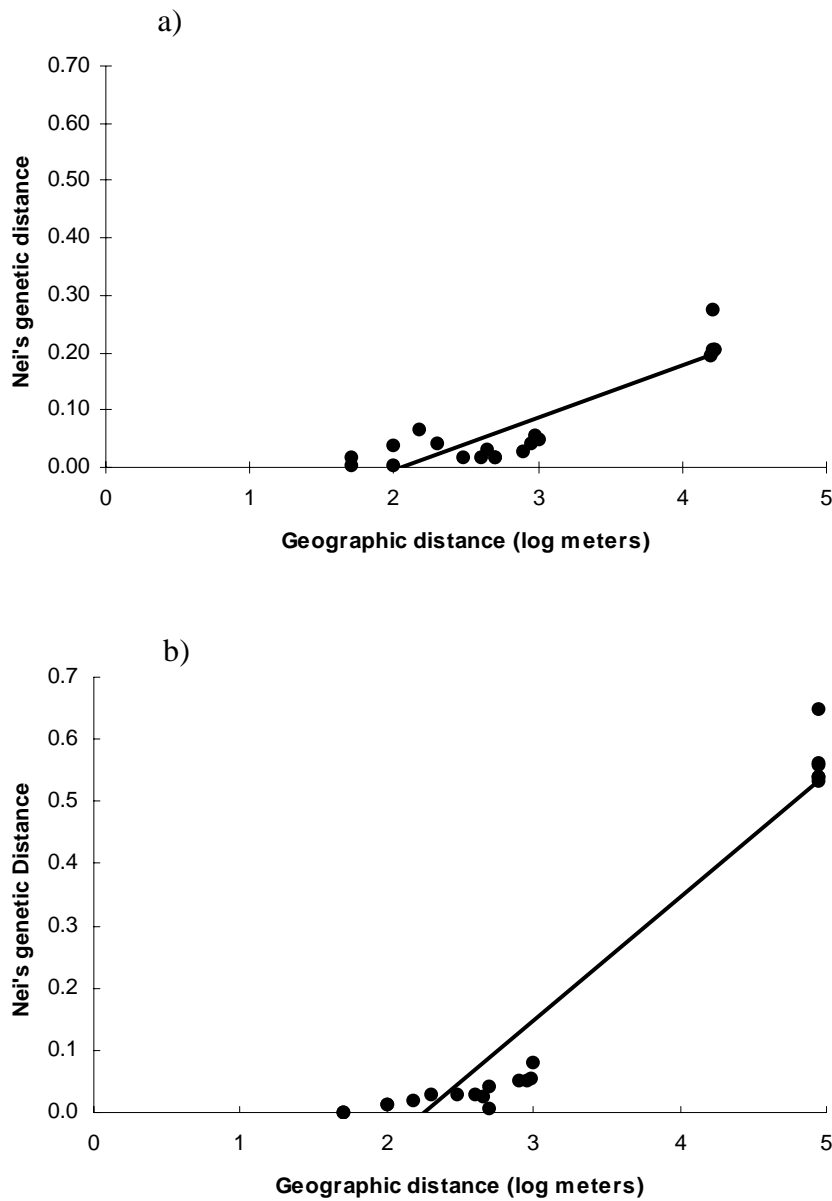 a)
0.70
0.60
0.50
0.40
0.30
0.20
0.10
0.00
Nei's genetic distance
0 1 2 3 4 5
Geographic distance (log meters)
b)
0.7
0.6
0.5
0.4
0.3
0.2
0.1
0.0
Nei's genetic Distance
0 1 2 3 4 5
Geographic distance (log meters)